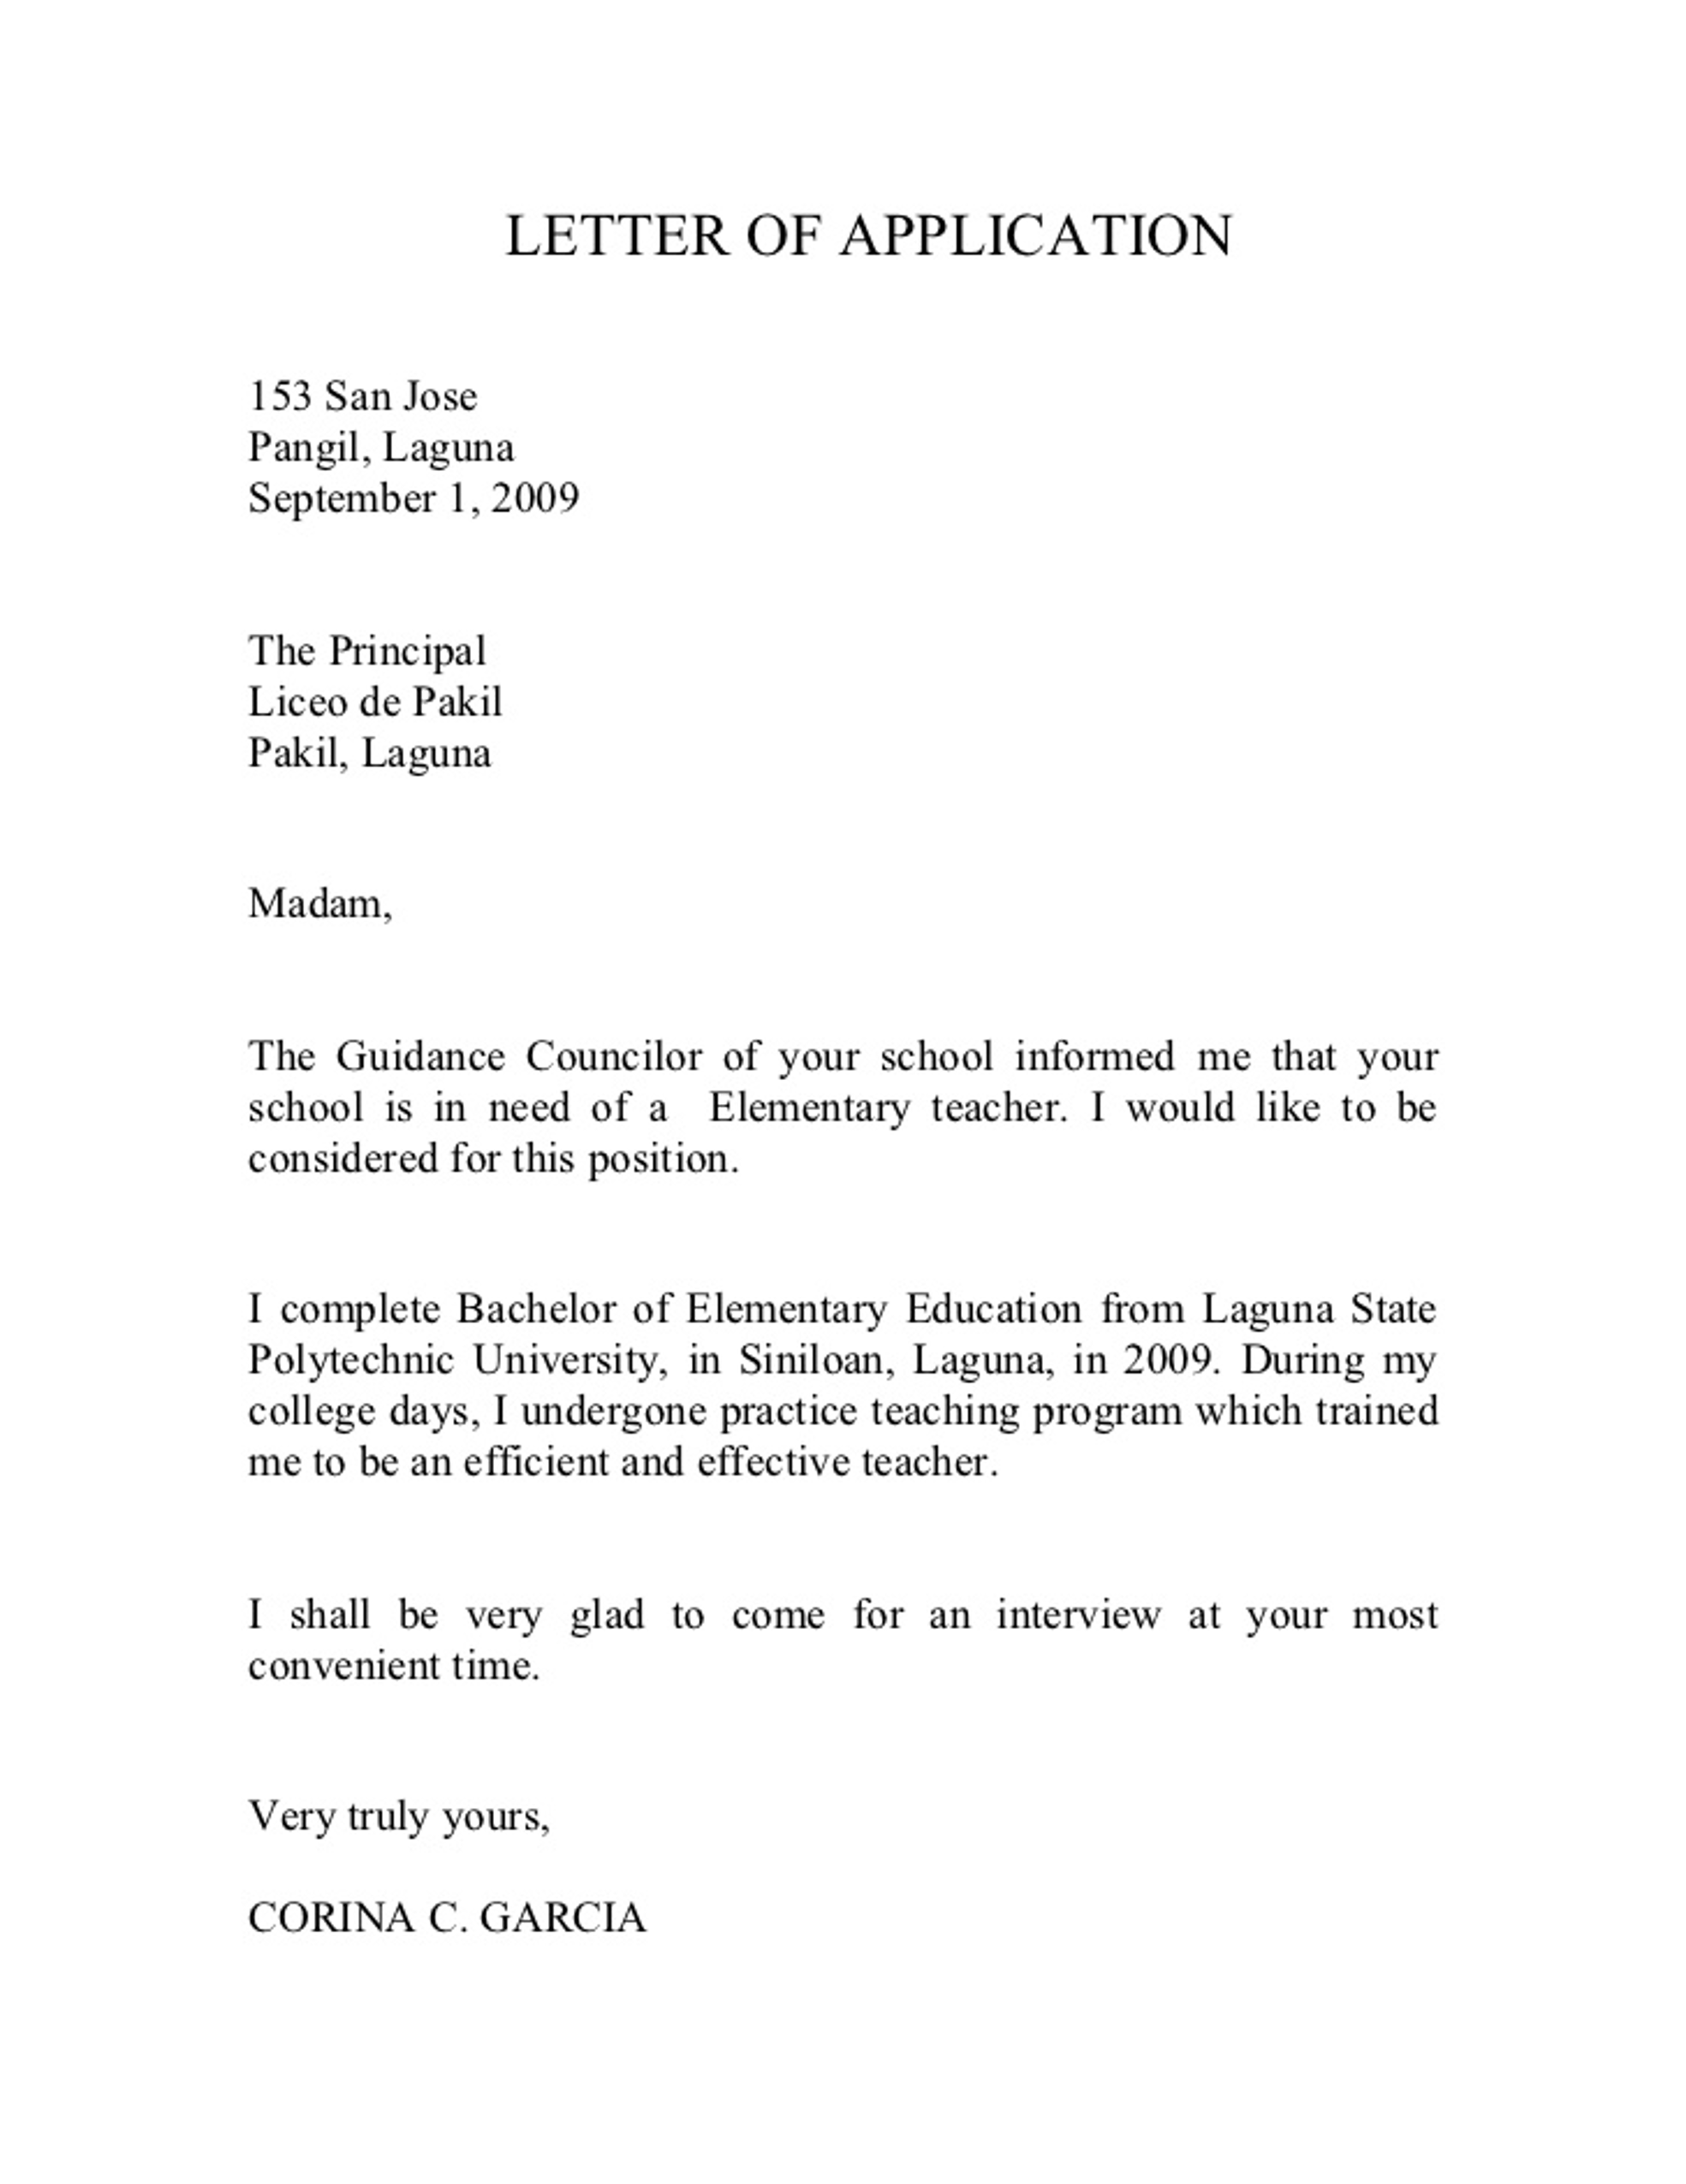 LETTER OF APPLICATION
153 San Jose
Pangil, Laguna
September 1, 2009
The Principal
Liceo de Pakil
Pakil, Laguna
Madam,
The Guidance Councilor of your school informed me that your
school is in need of a Elementary teacher. I would like to be
considered for this position.
I complete Bachelor of Elementary Education from Laguna State
Polytechnic University, in Siniloan, Laguna, in 2009. During my
college days, I undergone practice teaching program which trained
me to be an efficient and effective teacher.
I shall be very glad to come for an interview at your most
convenient time.
Very truly yours,
CORINA C. GARCIA